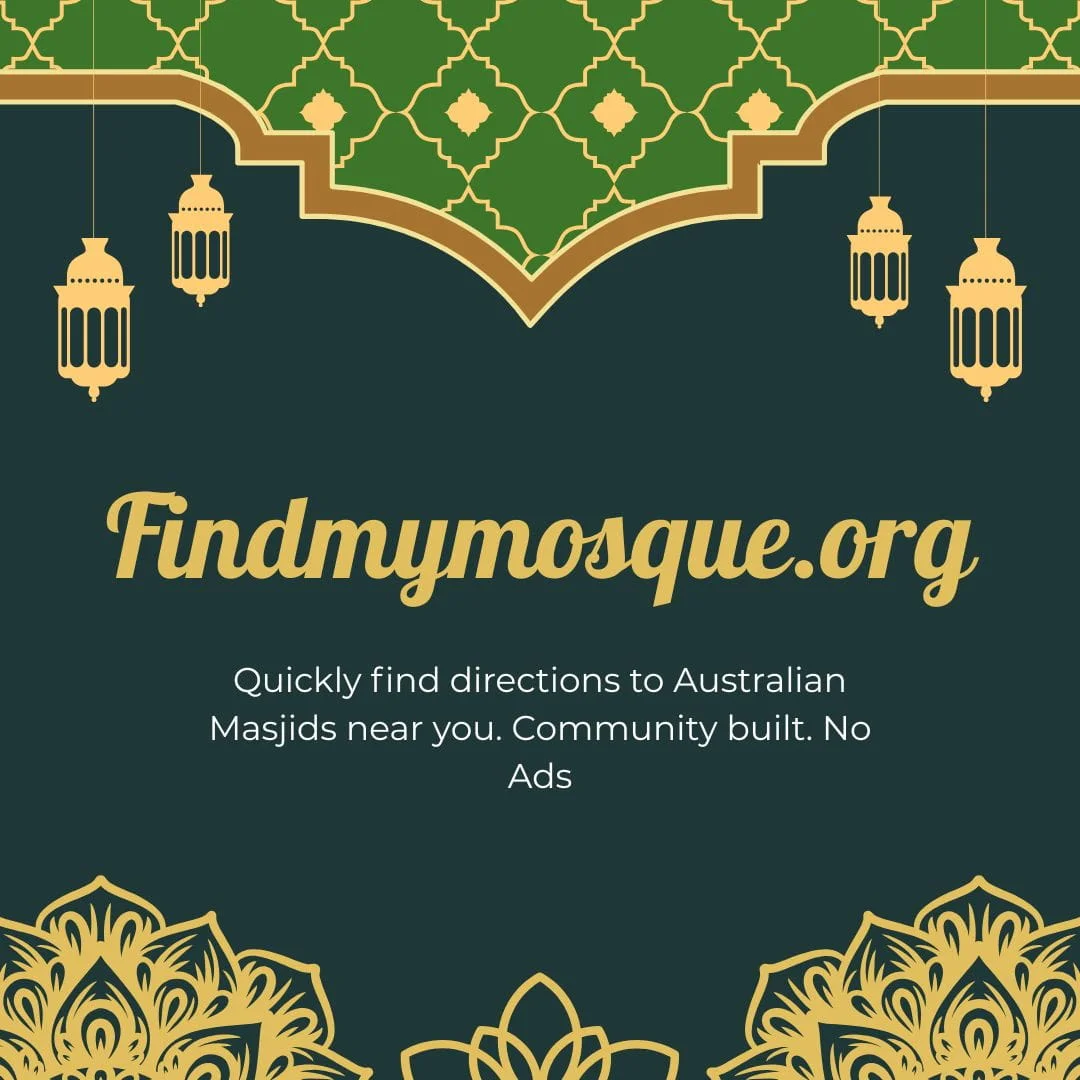 Findmymosque.org
Quickly find directions to Australian
Masjids near you. Community built. No
Ads